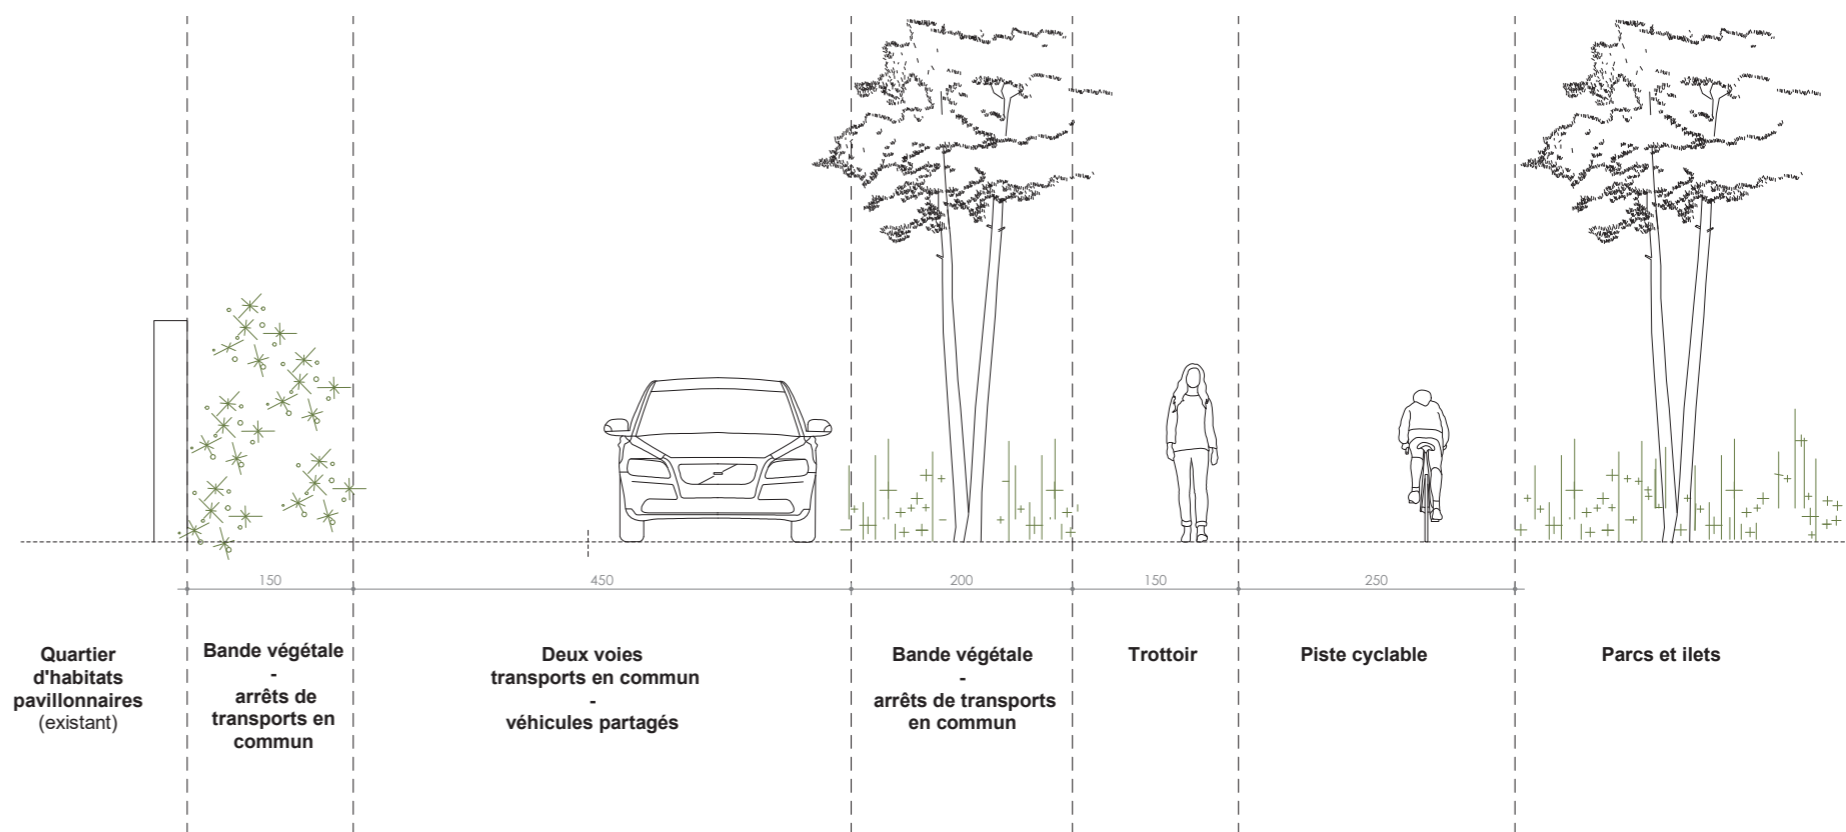 150
450
200
150
250
Quartier
d'habitats
pavillonnaires
(existant)
Bande végétale
-
arrêts de
transports en
commun
Deux voies
transports en commun
-
véhicules partagés
Bande végétale
-
arrêts de transports
en commun
Trottoir
Piste cyclable
Parcs et ilets